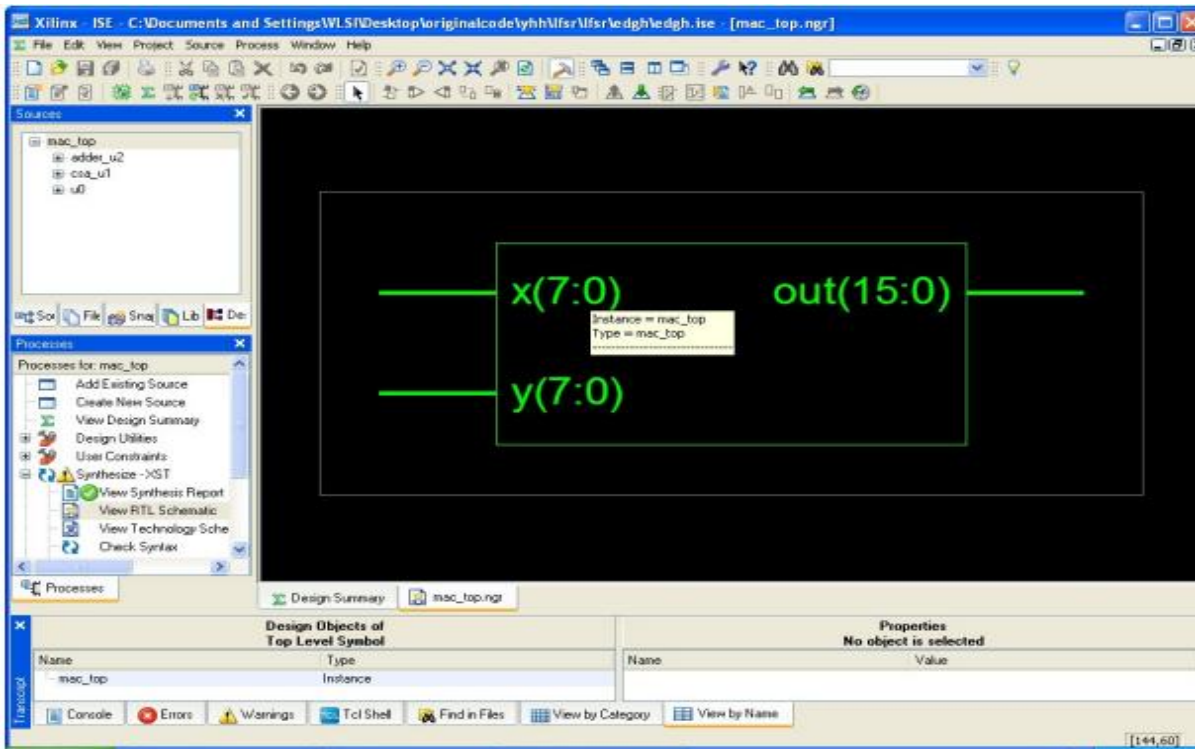 Xilinx - ISE - C:\Documents and Settings\VLSI\Desktop\originalcode\yhh\lfsr\lfsr\edgh\edgh.ise - [mac_top.ngr]
File Edit View Project Source Process Window Help
Sources
mac_top
adder_u2
csa_u1
u0
Sou File Snap Lib De:
Processes
Processes for: mac_top
Add Existing Source
Create New Source
View Design Summary
Design Utilities
User Constraints
Synthesize - XST
View Synthesis Report
View RTL Schematic
View Technology Sche
Check Syntax
Processes
x(7:0)
out(15:0)
Instance = mac_top
Type = mac_top
y(7:0)
Design Summary mac_top.ngr
Design Objects of
Top Level Symbol
Properties
No object is selected
Name Type Name Value
mac_top Instance
Transcript
Console Errors Warnings Tcl Shell Find in Files View by Category View by Name
[144,60]